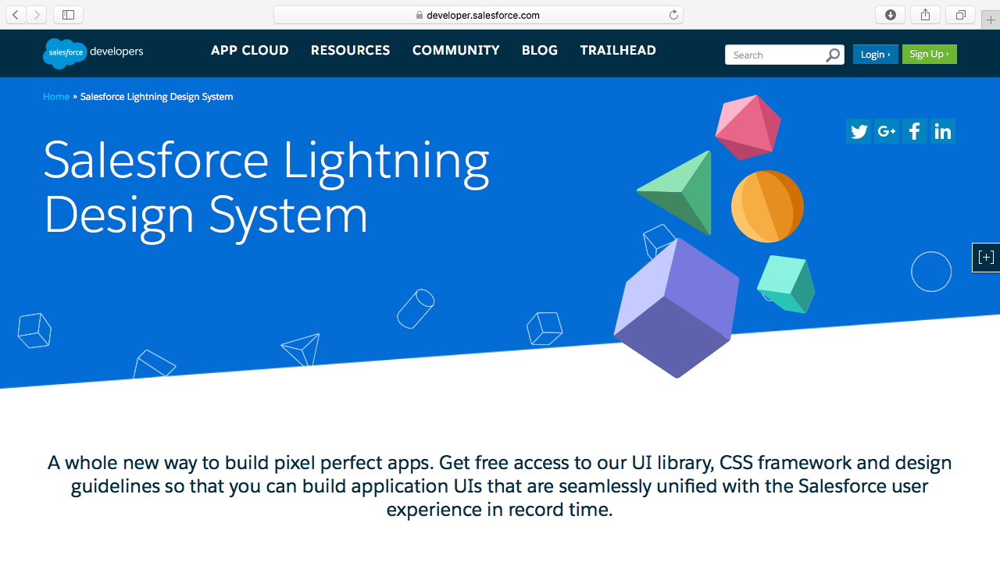 developer.salesforce.com
salesforce developers
APP CLOUD RESOURCES COMMUNITY BLOG TRAILHEAD
Search
Login ›
Sign Up ›
Home » Salesforce Lightning Design System
G+ f in
Salesforce Lightning
Design System
[+]
A whole new way to build pixel perfect apps. Get free access to our UI library, CSS framework and design
guidelines so that you can build application UIs that are seamlessly unified with the Salesforce user
experience in record time.